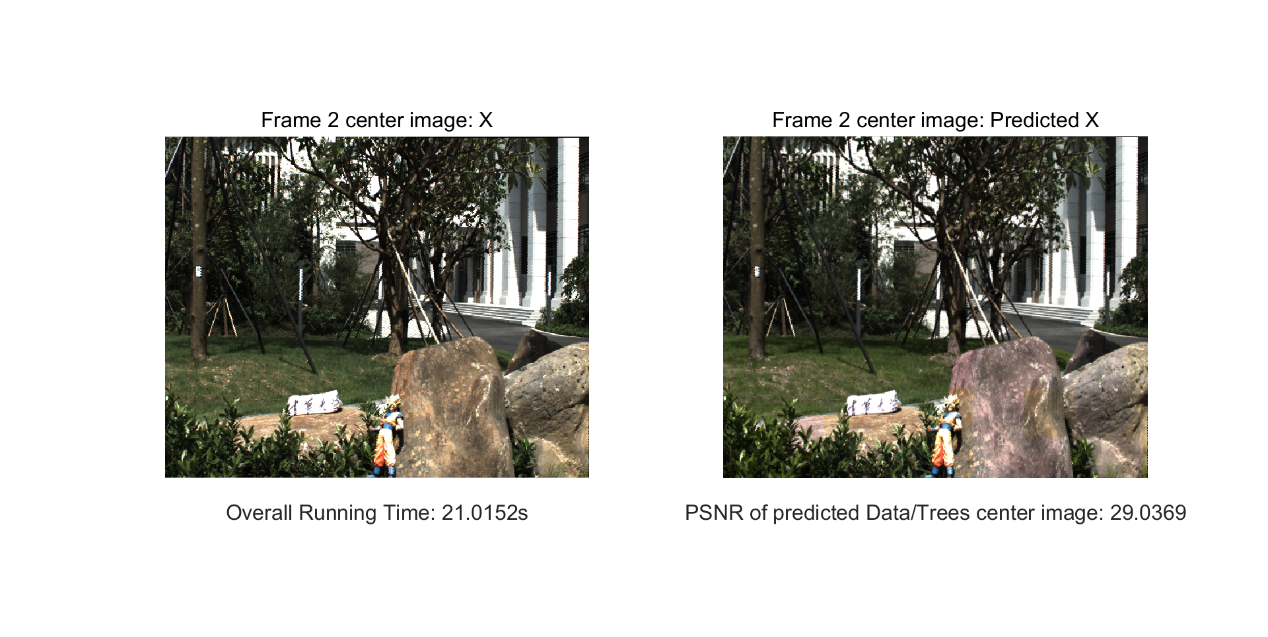 Frame 2 center image: X
Frame 2 center image: Predicted X
Overall Running Time: 21.0152s
PSNR of predicted Data/Trees center image: 29.0369